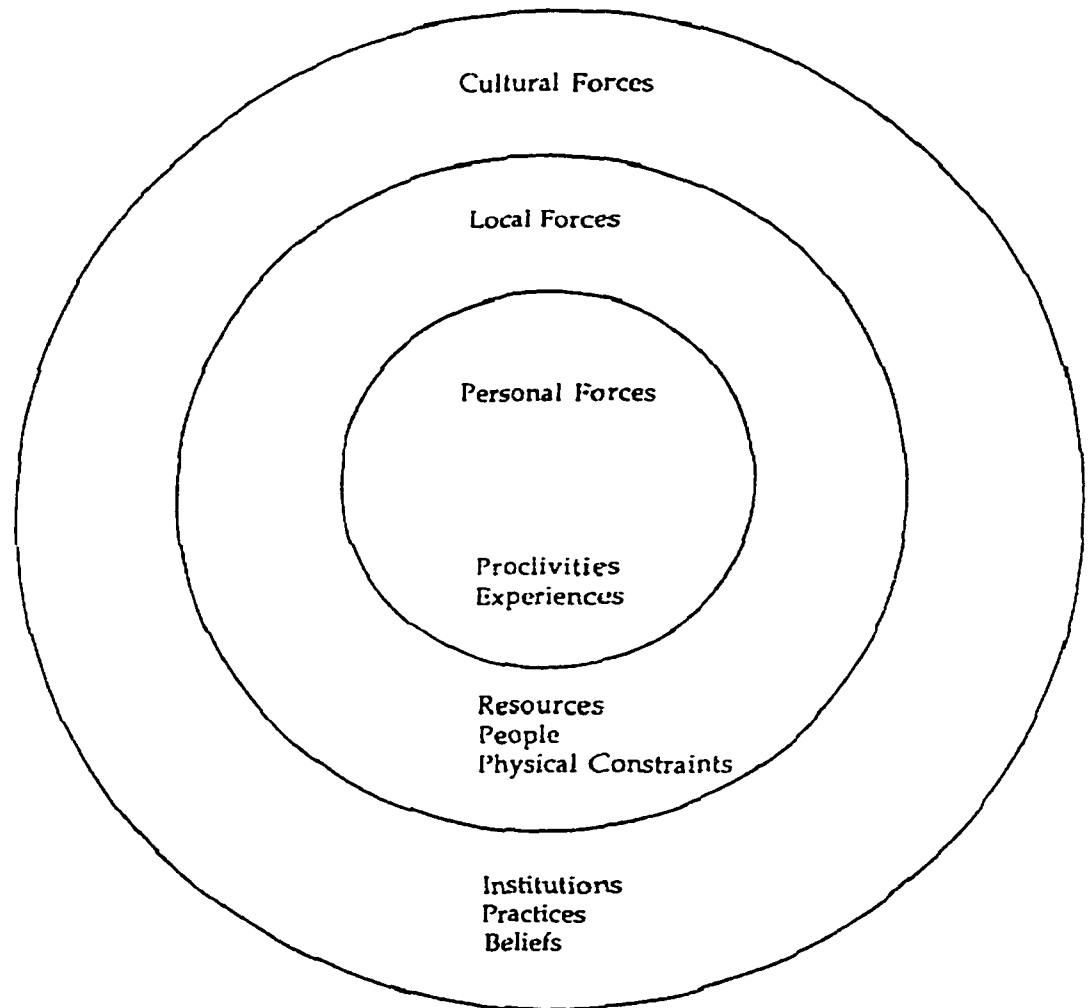 Cultural Forces
Local Forces
Personal Forces
Proclivities
Experiences
Resources
People
Physical Constraints
Institutions
Practices
Beliefs